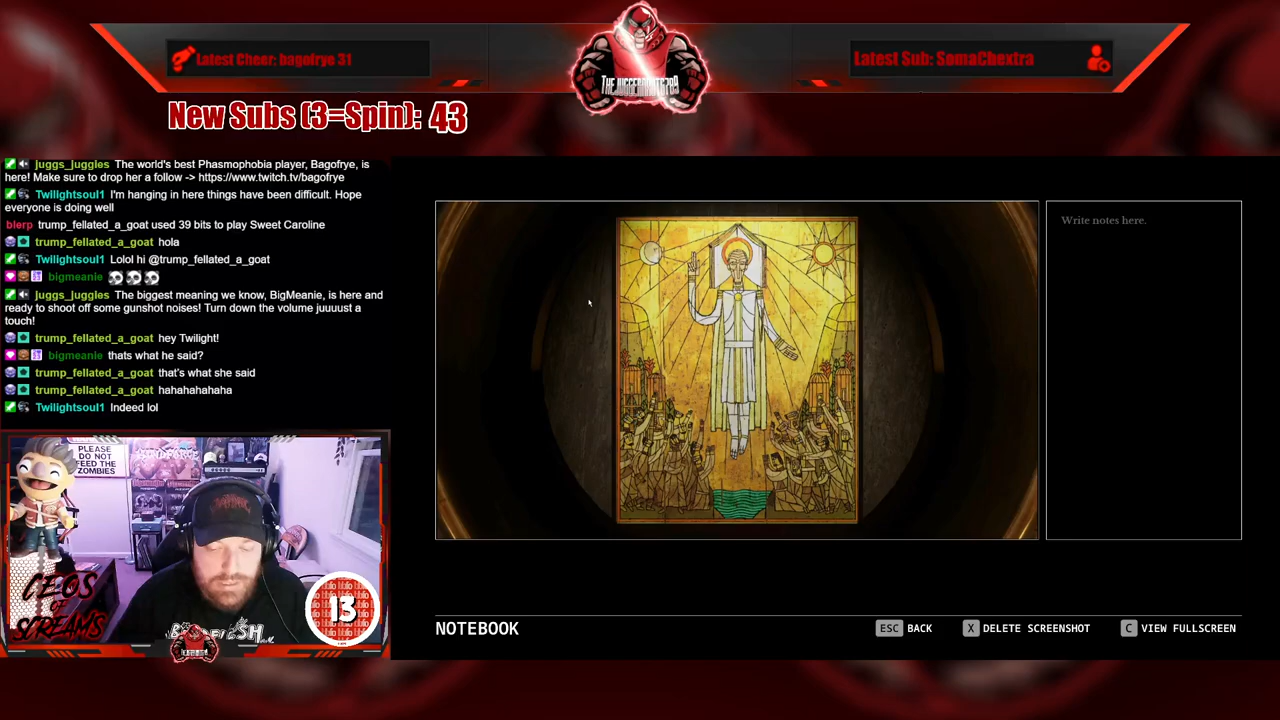 Latest Cheer: bagofrye 31
THEJUGGERNAUT6789
Latest Sub: SomaChextra
New Subs (3=Spin): 43
juggs_juggles The world's best Phasmophobia player, Bagofrye, is
here! Make sure to drop her a follow -> https://www.twitch.tv/bagofrye
Twilightsoul1 I'm hanging in here things have been difficult. Hope
everyone is doing well
blerp trump_fellated_a_goat used 39 bits to play Sweet Caroline
trump_fellated_a_goat hola
Twilightsoul1 Lolol hi @trump_fellated_a_goat
bigmeanie
juggs_juggles The biggest meaning we know, BigMeanie, is here and
ready to shoot off some gunshot noises! Turn down the volume juuuust a
touch!
trump_fellated_a_goat hey Twilight!
bigmeanie thats what he said?
trump_fellated_a_goat that's what she said
trump_fellated_a_goat hahahahahaha
Twilightsoul1 Indeed lol
Write notes here.
PLEASE
DO NOT
FEED THE
ZOMBIES
CEOS
OF
SCREAMS
13
NOTEBOOK
ESC BACK
X DELETE SCREENSHOT
C VIEW FULLSCREEN